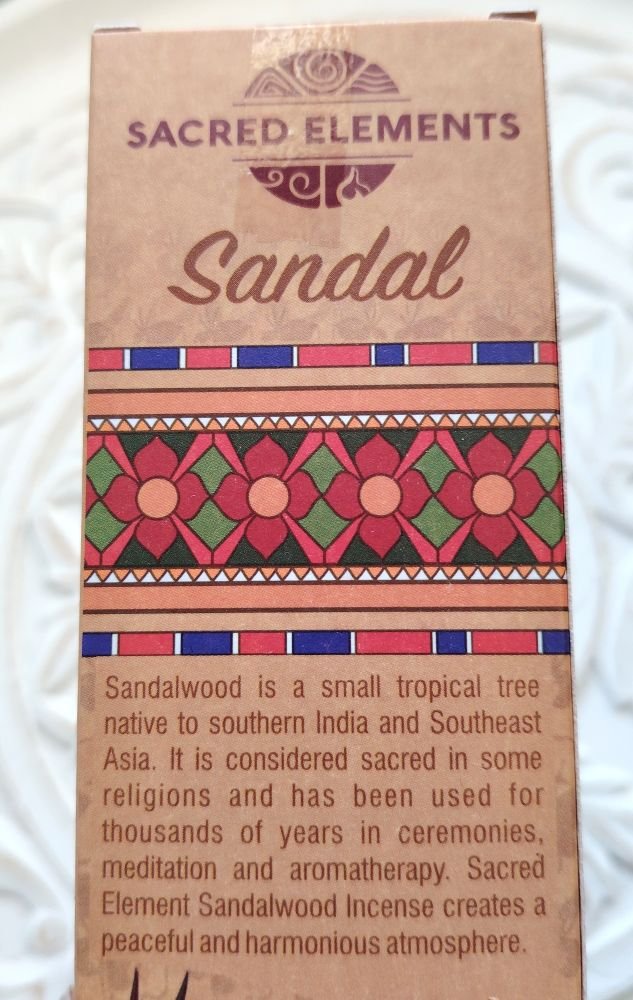 SACRED ELEMENTS
Sandal
Sandalwood is a small tropical tree
native to southern India and Southeast
Asia. It is considered sacred in some
religions and has been used for
thousands of years in ceremonies,
meditation and aromatherapy. Sacred
Element Sandalwood Incense creates a
peaceful and harmonious atmosphere.